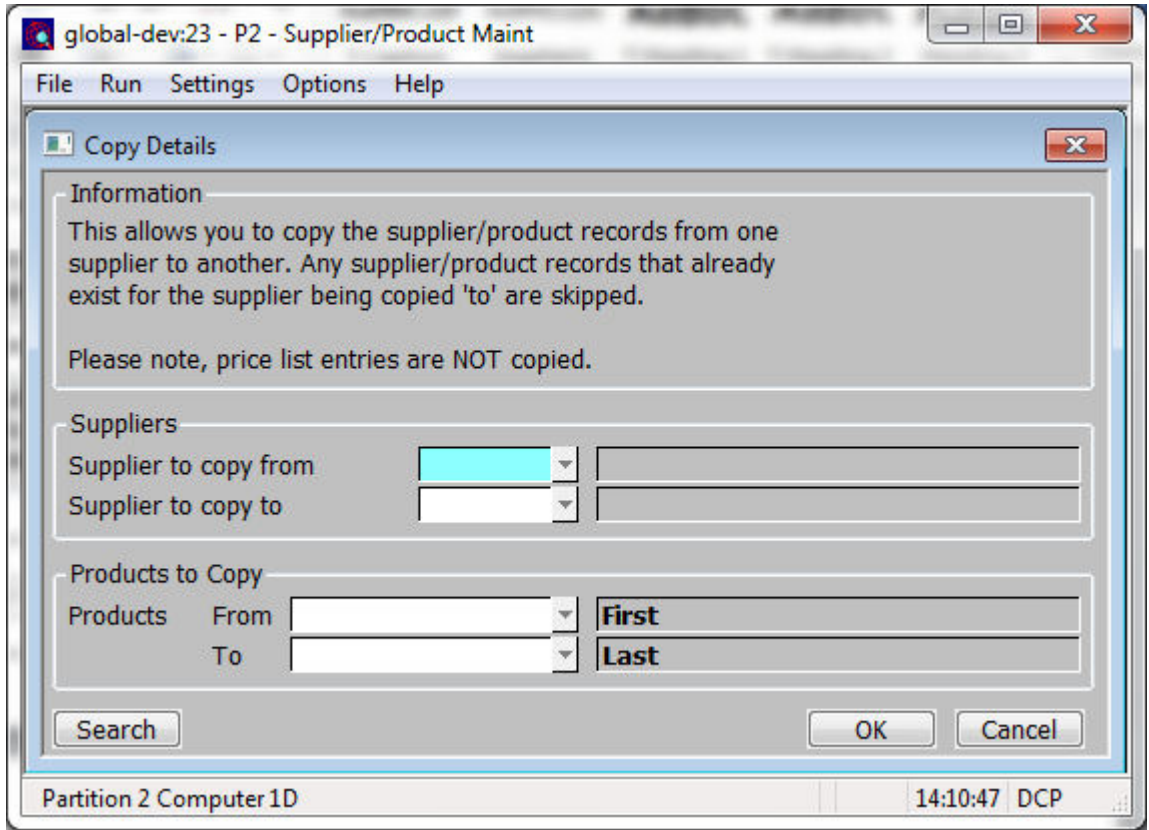 global-dev:23 - P2 - Supplier/Product Maint
File Run Settings Options Help
Copy Details
Information
This allows you to copy the supplier/product records from one
supplier to another. Any supplier/product records that already
exist for the supplier being copied 'to' are skipped.
Please note, price list entries are NOT copied.
Suppliers
Supplier to copy from
Supplier to copy to
Products to Copy
Products From First
To Last
Search OK Cancel
Partition 2 Computer 1D 14:10:47 DCP